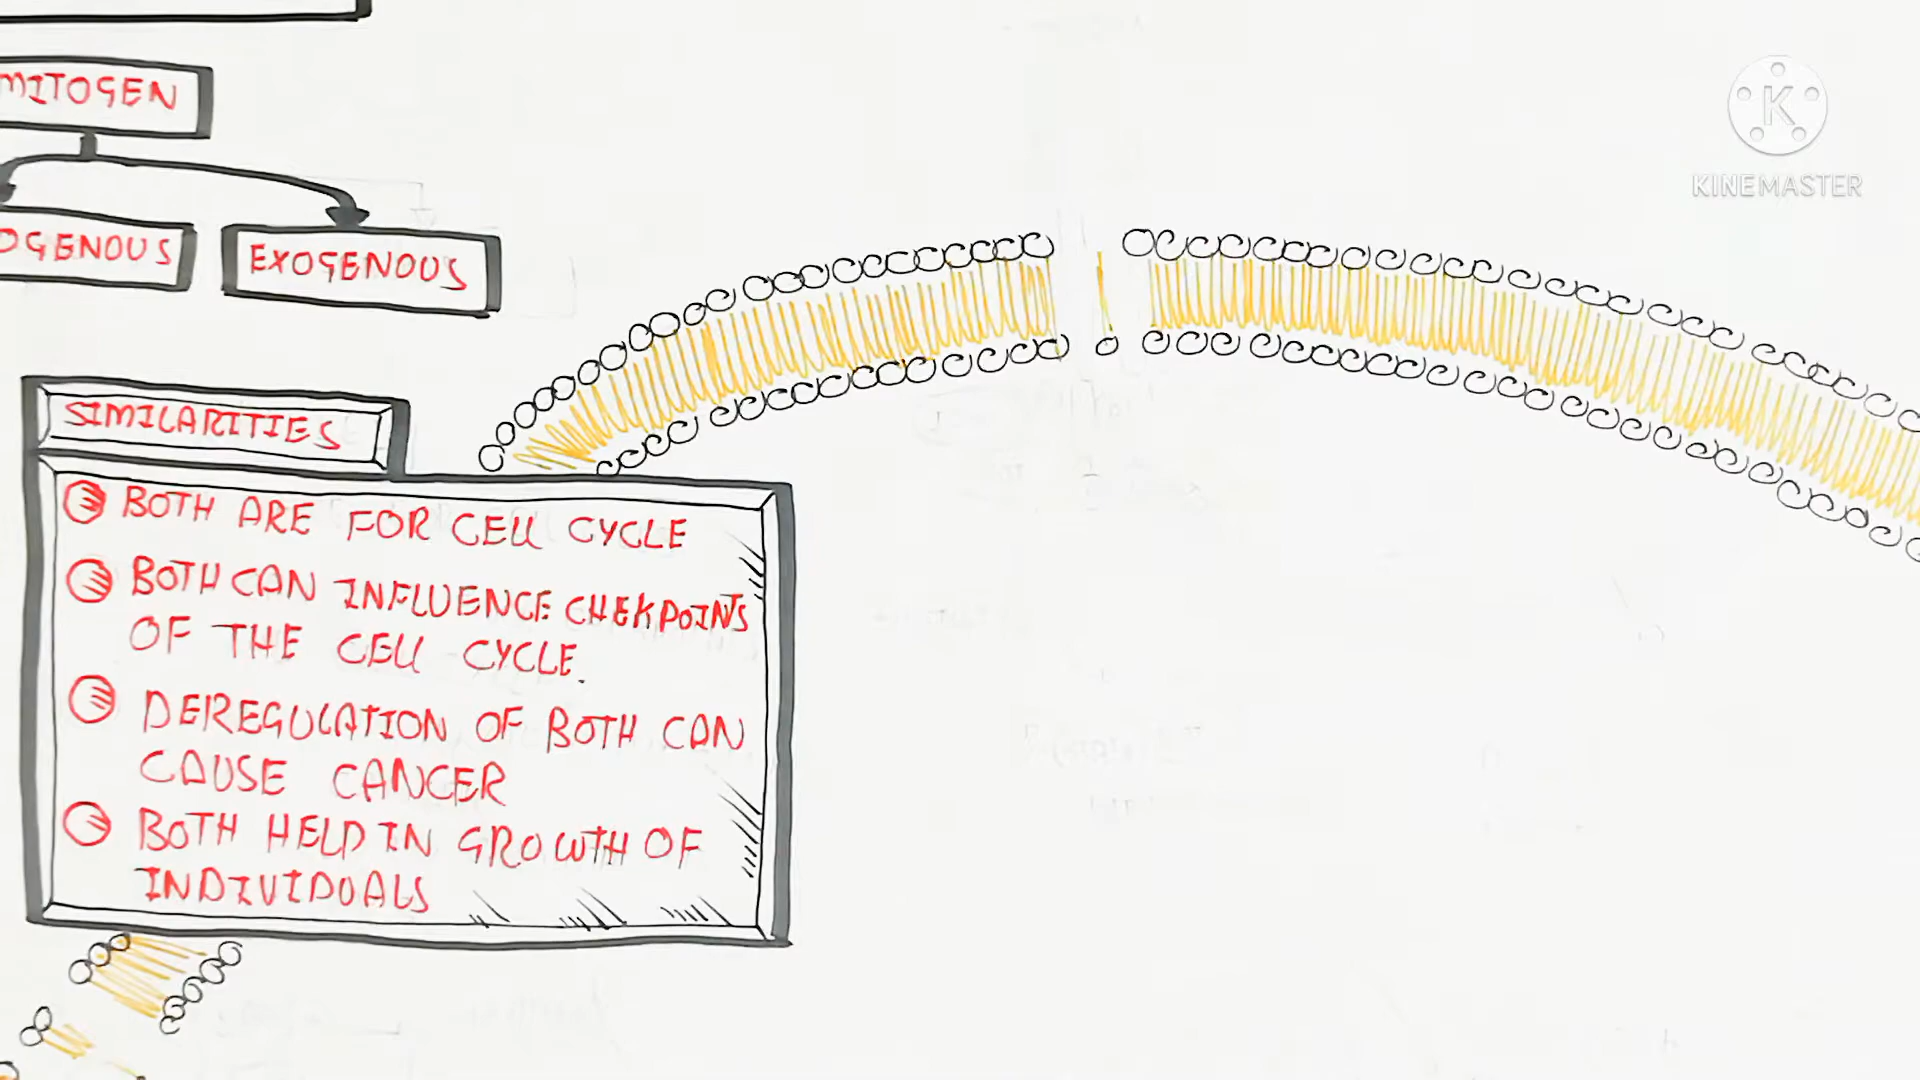 MITOGEN
OGENOUS
EXOGENOUS
K
KINEMASTER
SIMILARITIES
BOTH ARE FOR CELL CYCLE
BOTH CAN INFLUENCE CHEKPOINTS
OF THE CELL CYCLE.
DEREGULATION OF BOTH CAN
CAUSE CANCER
BOTH HELD IN GROWTH OF
INDIVIDUALS